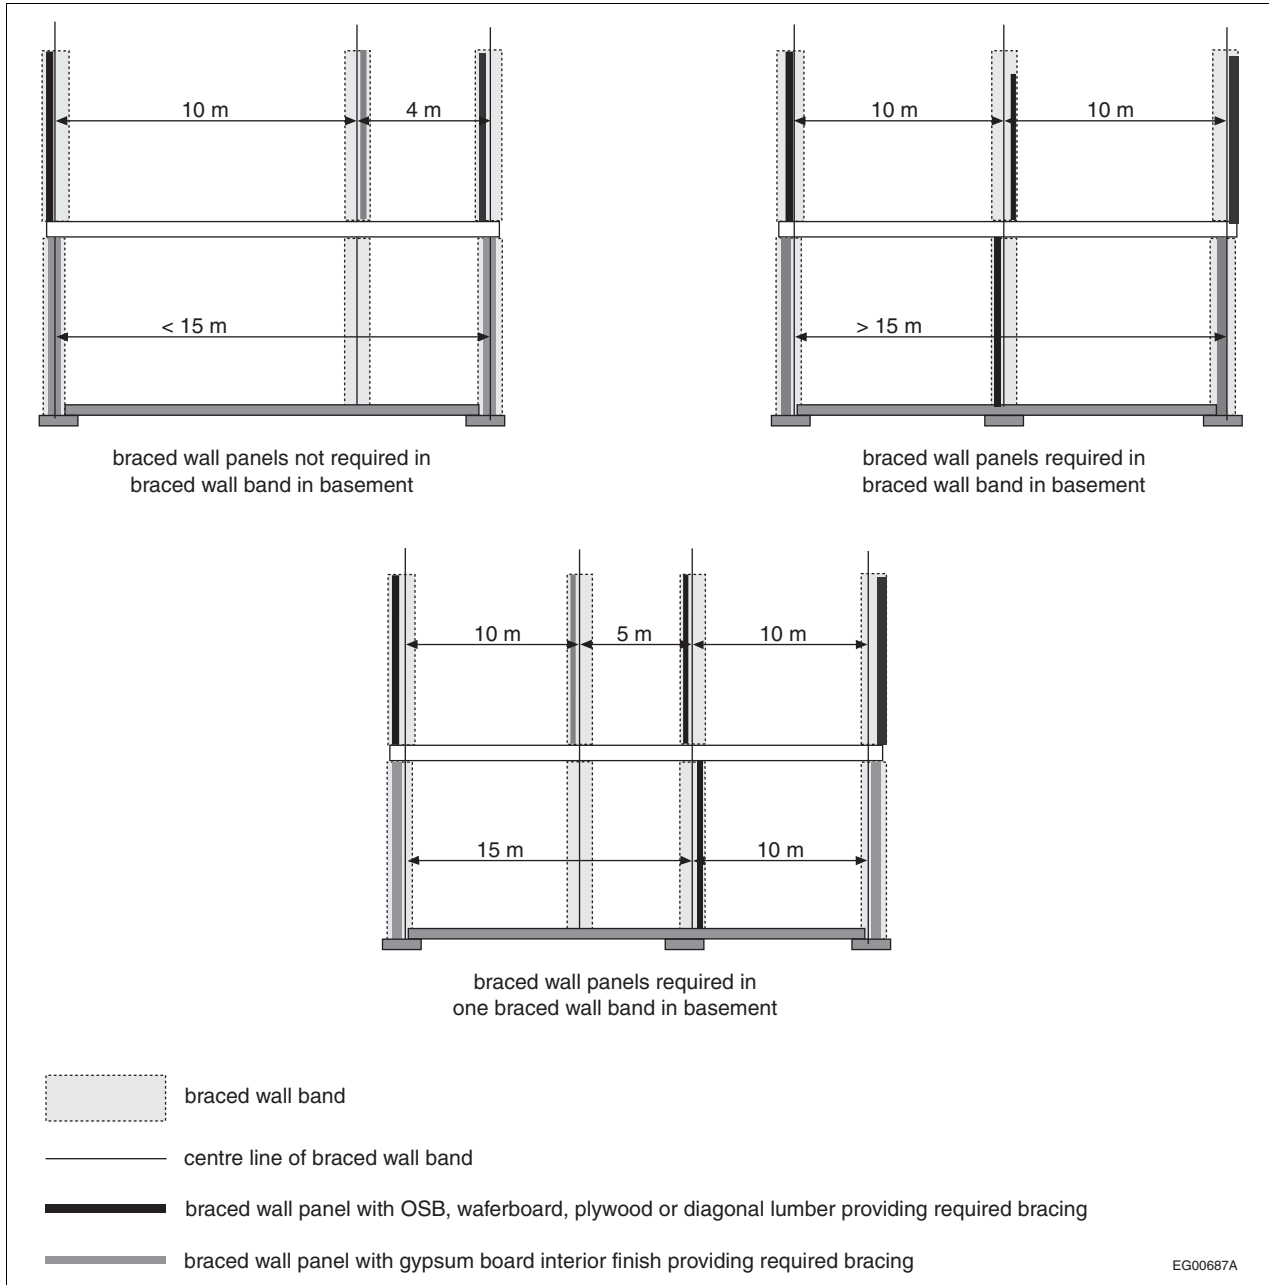 10 m
4 m
< 15 m
braced wall panels not required in
braced wall band in basement
10 m
10 m
> 15 m
braced wall panels required in
braced wall band in basement
10 m
5 m
10 m
15 m
10 m
braced wall panels required in
one braced wall band in basement
braced wall band
centre line of braced wall band
braced wall panel with OSB, waferboard, plywood or diagonal lumber providing required bracing
braced wall panel with gypsum board interior finish providing required bracing
EG00687A